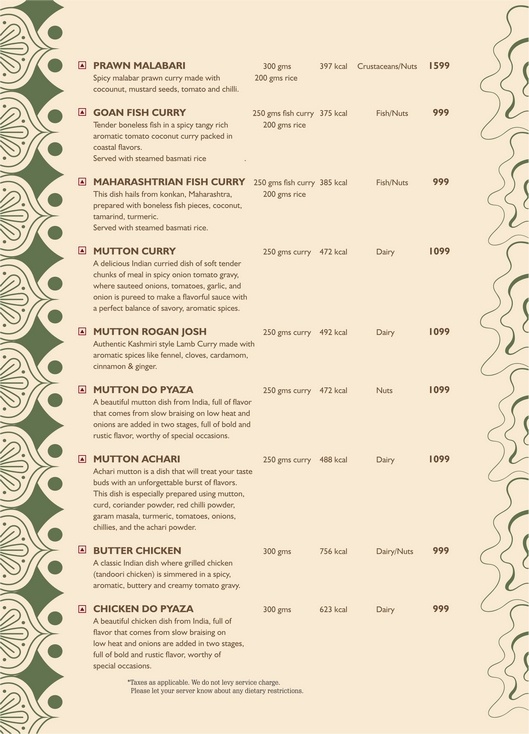 PRAWN MALABARI 300 gms 397 kcal Crustaceans/Nuts 1599
Spicy malabar prawn curry made with 200 gms rice
cocounut, mustard seeds, tomato and chilli.
GOAN FISH CURRY 250 gms fish curry 375 kcal Fish/Nuts 999
Tender boneless fish in a spicy tangy rich 200 gms rice
aromatic tomato coconut curry packed in
coastal flavors.
Served with steamed basmati rice .
MAHARASHTRIAN FISH CURRY 250 gms fish curry 385 kcal Fish/Nuts 999
This dish hails from konkan, Maharashtra, 200 gms rice
prepared with boneless fish pieces, coconut,
tamarind, turmeric.
Served with steamed basmati rice.
MUTTON CURRY 250 gms curry 472 kcal Dairy 1099
A delicious Indian curried dish of soft tender
chunks of meal in spicy onion tomato gravy,
where sauteed onions, tomatoes, garlic, and
onion is pureed to make a flavorful sauce with
a perfect balance of savory, aromatic spices.
MUTTON ROGAN JOSH 250 gms curry 492 kcal Dairy 1099
Authentic Kashmiri style Lamb Curry made with
aromatic spices like fennel, cloves, cardamom,
cinnamon & ginger.
MUTTON DO PYAZA 250 gms curry 472 kcal Nuts 1099
A beautiful mutton dish from India, full of flavor
that comes from slow braising on low heat and
onions are added in two stages, full of bold and
rustic flavor, worthy of special occasions.
MUTTON ACHARI 250 gms curry 488 kcal Dairy 1099
Achari mutton is a dish that will treat your taste
buds with an unforgettable burst of flavors.
This dish is especially prepared using mutton,
curd, coriander powder, red chilli powder,
garam masala, turmeric, tomatoes, onions,
chillies, and the achari powder.
BUTTER CHICKEN 300 gms 756 kcal Dairy/Nuts 999
A classic Indian dish where grilled chicken
(tandoori chicken) is simmered in a spicy,
aromatic, buttery and creamy tomato gravy.
CHICKEN DO PYAZA 300 gms 623 kcal Dairy 999
A beautiful chicken dish from India, full of
flavor that comes from slow braising on
low heat and onions are added in two stages,
full of bold and rustic flavor, worthy of
special occasions.
*Taxes as applicable. We do not levy service charge.
Please let your server know about any dietary restrictions.